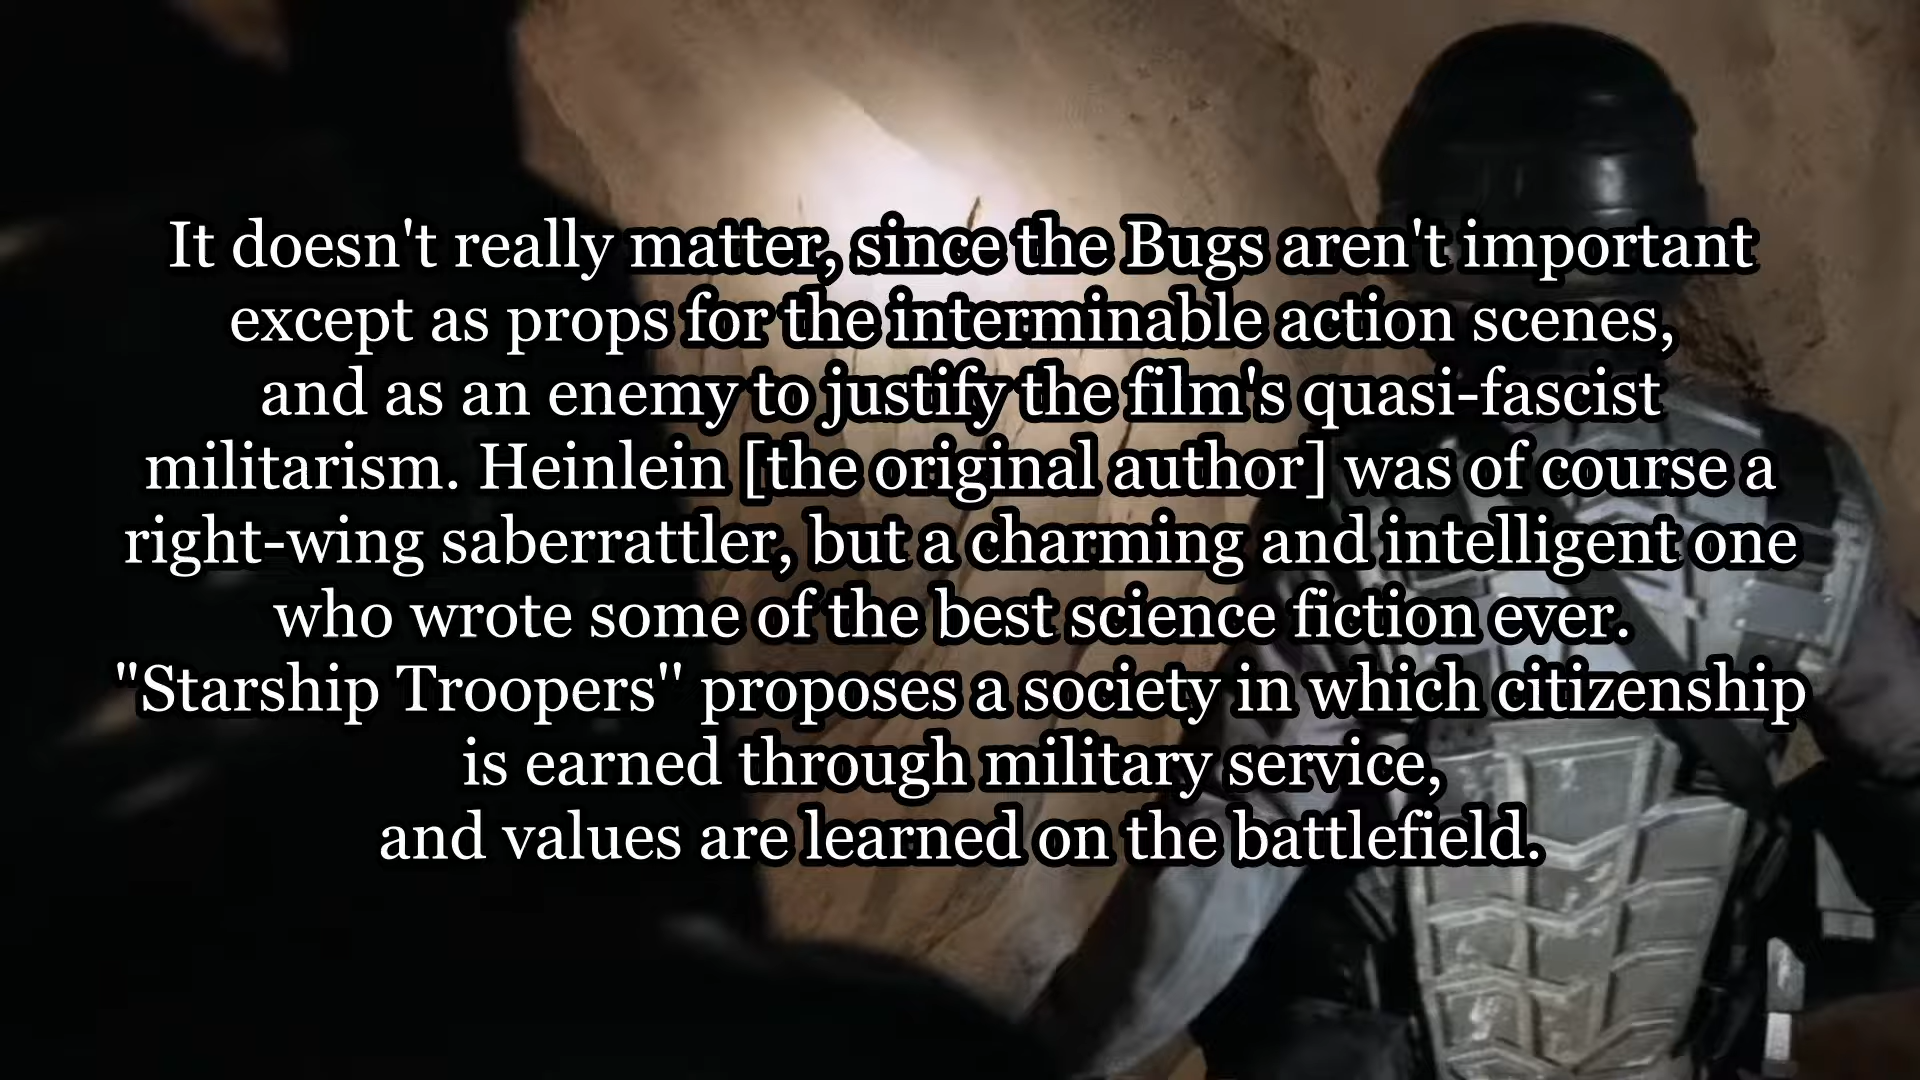 It doesn't really matter, since the Bugs aren't important
except as props for the interminable action scenes,
and as an enemy to justify the film's quasi-fascist
militarism. Heinlein [the original author] was of course a
right-wing saberrattler, but a charming and intelligent one
who wrote some of the best science fiction ever.
"Starship Troopers" proposes a society in which citizenship
is earned through military service,
and values are learned on the battlefield.